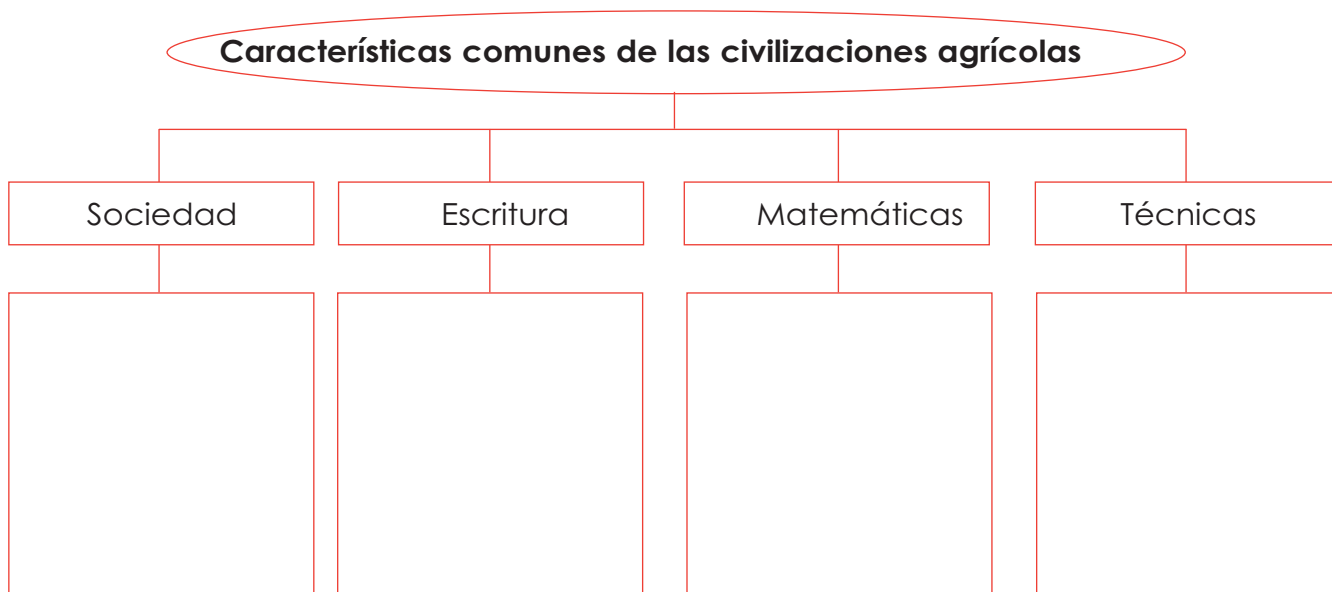 Características comunes de las civilizaciones agrícolas
Sociedad
Escritura
Matemáticas
Técnicas